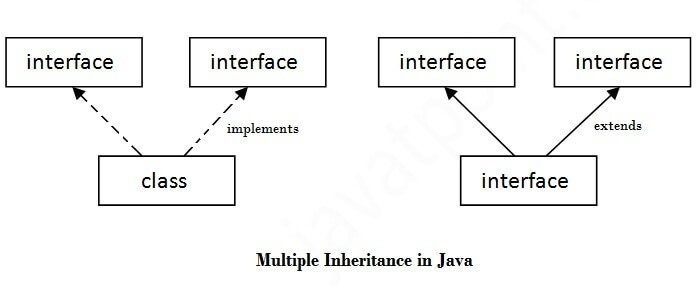 interface
interface
interface
interface
implements
extends
class
interface
Multiple Inheritance in Java